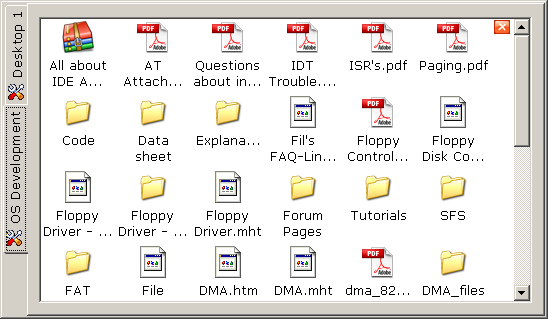 Desktop 1
OS Development
All about
IDE A...
AT
Attach...
Questions
about in...
IDT
Trouble....
ISR's.pdf
Paging.pdf
Code
Data
sheet
Explana...
Fil's
FAQ-Lin...
Floppy
Control...
Floppy
Disk Co...
Floppy
Driver - ...
Floppy
Driver - ...
Floppy
Driver.mht
Forum
Pages
Tutorials
SFS
FAT
File
DMA.htm
DMA.mht
dma_82...
DMA_files